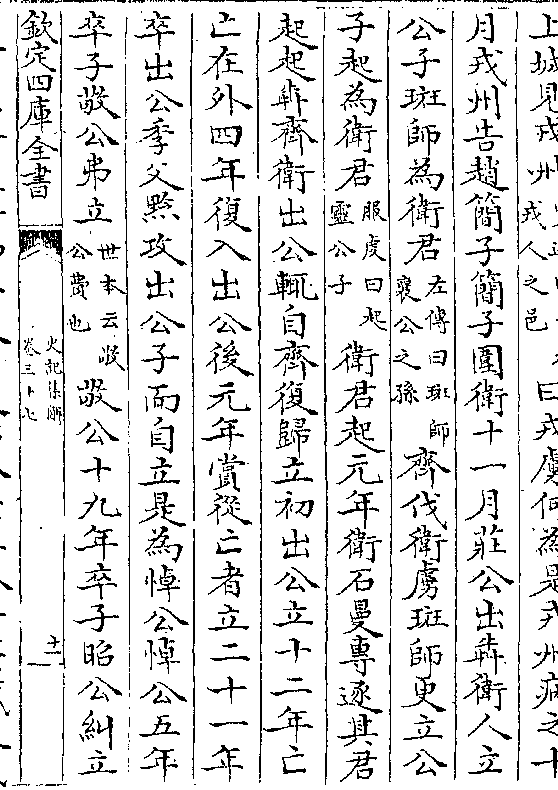 上城見戎州戎人之邑曰戎虜何為是戎州病之十
月戎州告趙簡子簡子圍衛十一月莊公出犇衛人立
公子斑師為衛君左傳曰斑師襄公之孫齊伐衛虜斑師更立公
子起為衛君服虔曰起靈公子衛君起元年衛石曼專逐其君
起起犇齊衛出公輒自齊復歸立初出公立十二年亡
亡在外四年復入出公後元年賞從亡者立二十一年
卒出公季父黔攻出公子而自立是為悼公悼公五年
卒子敬公弗立世本云敬公費也敬公十九年卒子昭公糾立
欽定四庫全書
史記集解
卷三十七
十一